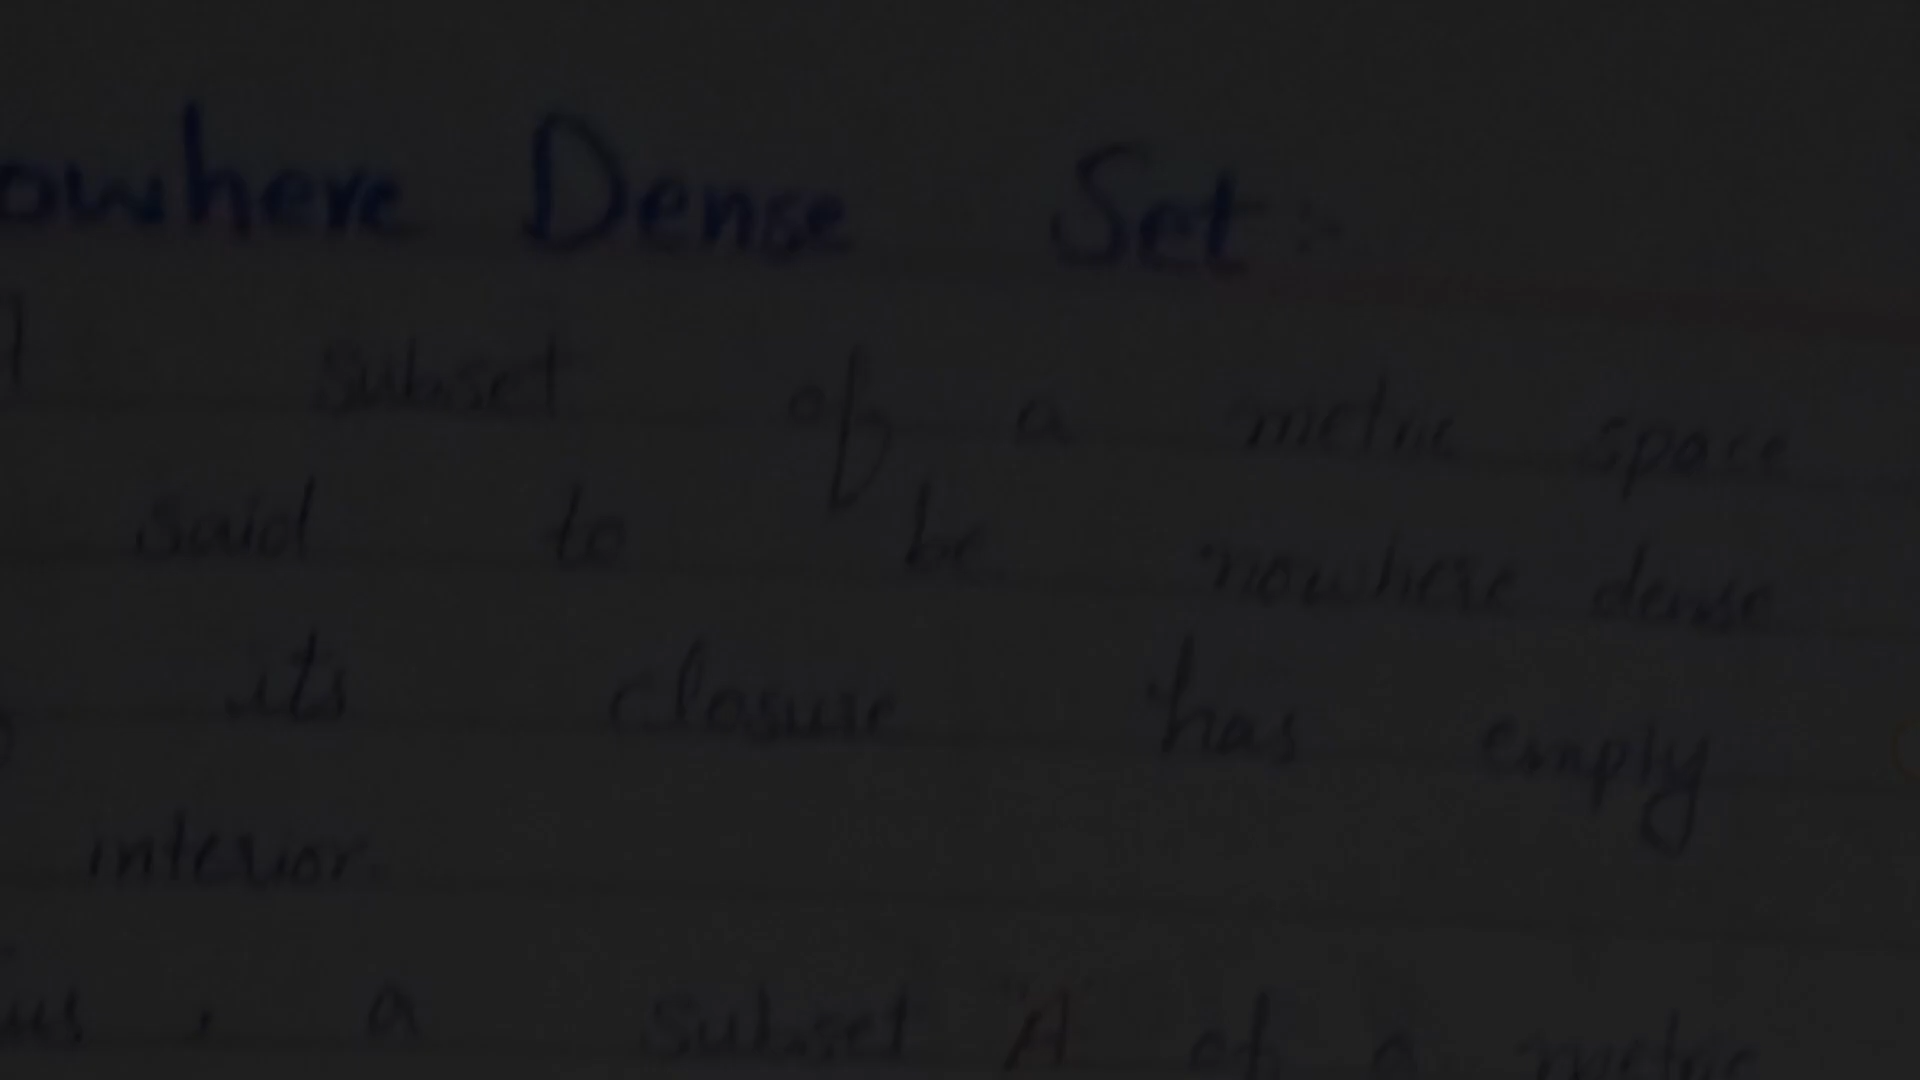 owhere Dense Set:
subset of a metric space
said to be nowhere dense
its closure has empty
interior.
us, a subset "A" of a metric